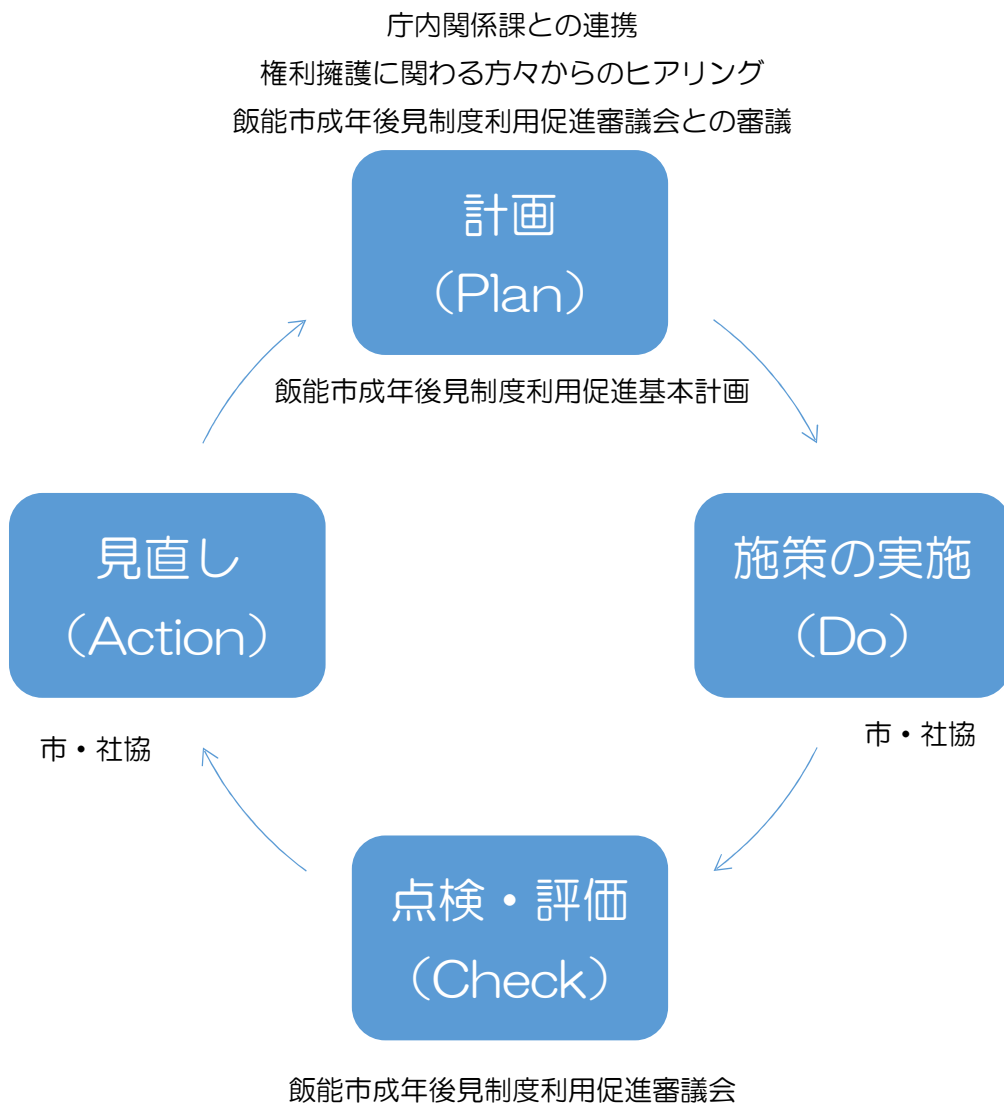 庁内関係課との連携
権利擁護に関わる方々からのヒアリング
飯能市成年後見制度利用促進審議会との審議
計画
（Plan）
飯能市成年後見制度利用促進基本計画
見直し
（Action）
市・社協
施策の実施
（Do）
市・社協
点検・評価
（Check）
飯能市成年後見制度利用促進審議会